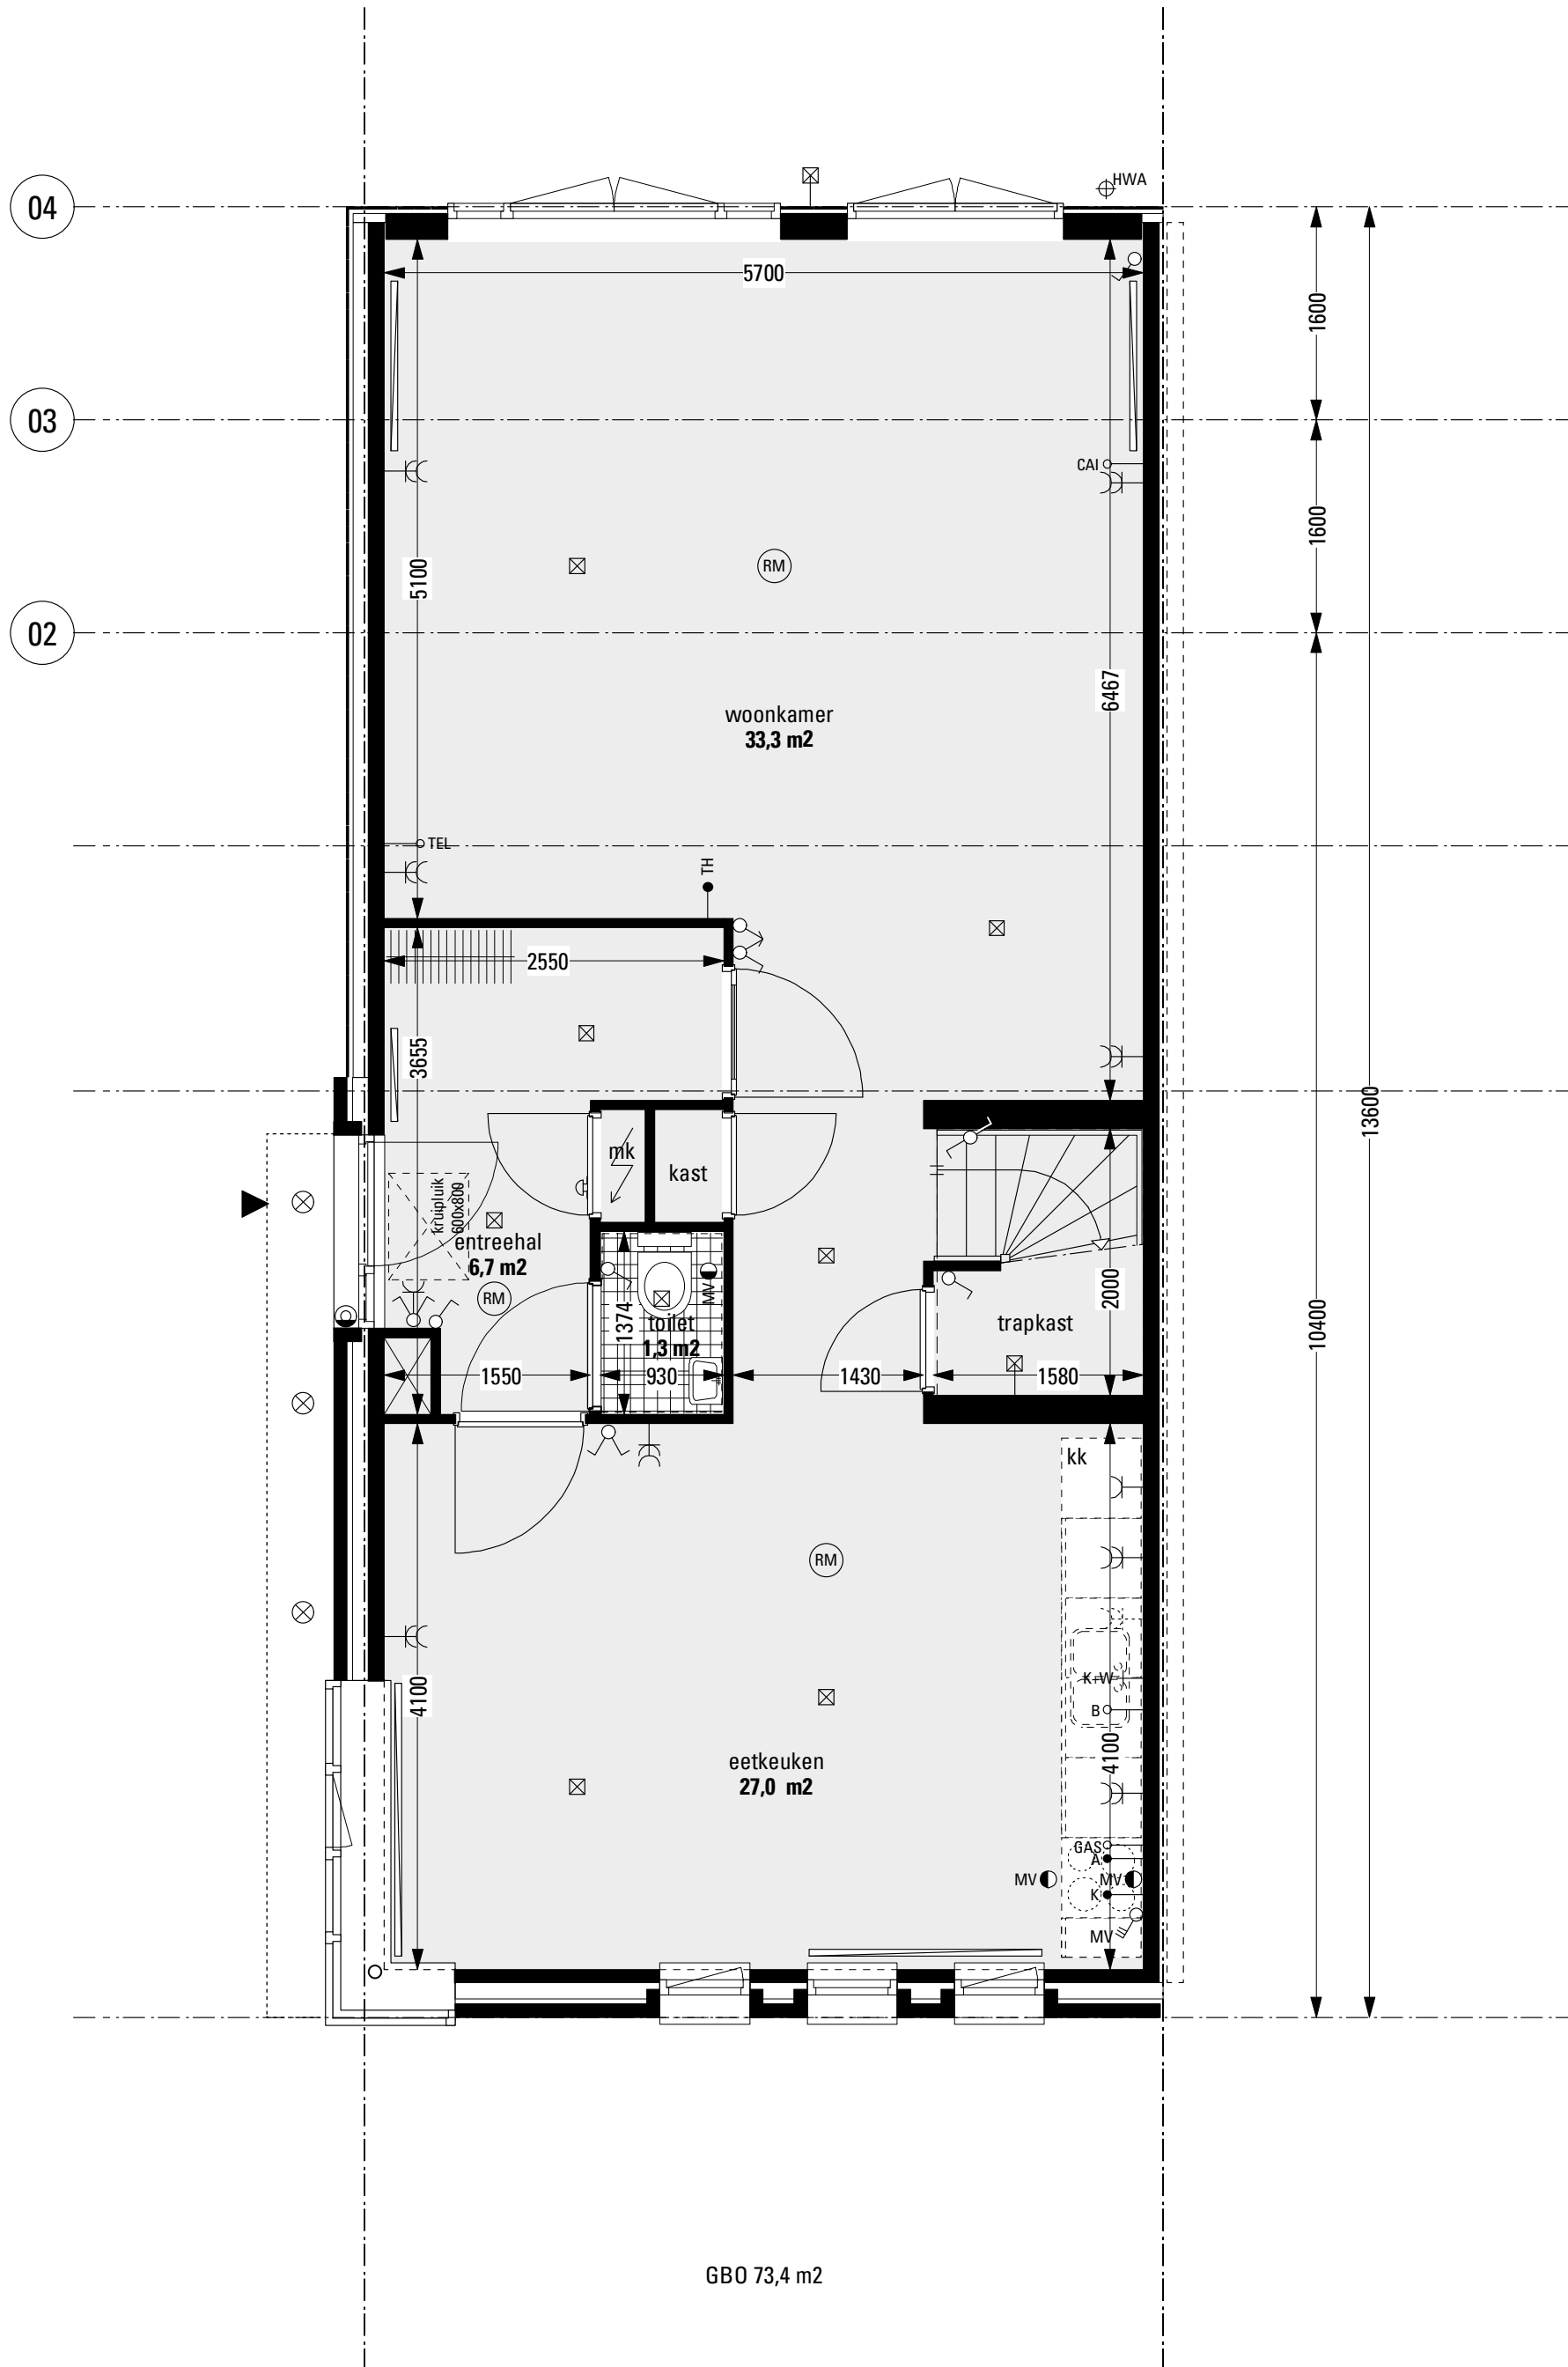 HWA
04
5700
1600
03
CAI
1600
5100
RM
02
6467
woonkamer
33,3 m2
TEL
TH
2550
3655
13600
mk
kast
kruipluik
600x800
entreehal
6,7 m2
RM
MV
2000
1374
toilet
1,3 m2
trapkast
10400
1550
930
1430
1580
kk
RM
K+W
4100
B
4100
eetkeuken
27,0 m2
GAS
A
MV
MV
K
MV
GBO 73,4 m2